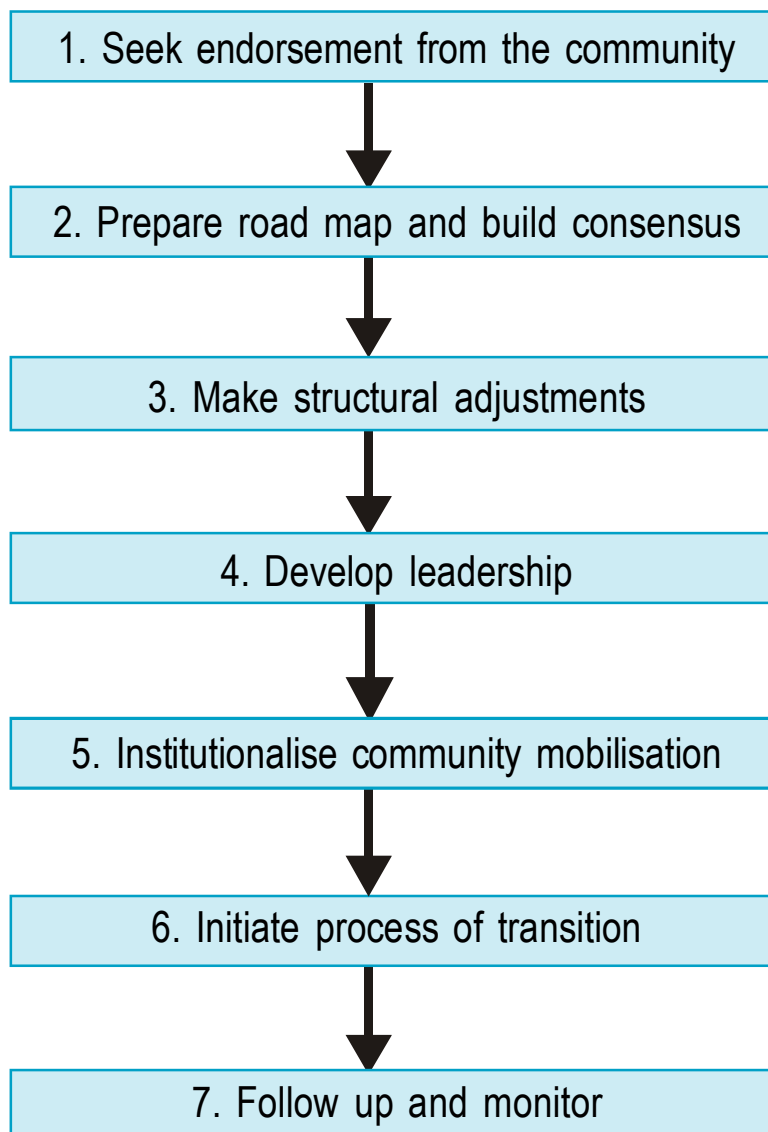 1. Seek endorsement from the community
2. Prepare road map and build consensus
3. Make structural adjustments
4. Develop leadership
5. Institutionalise community mobilisation
6. Initiate process of transition
7. Follow up and monitor